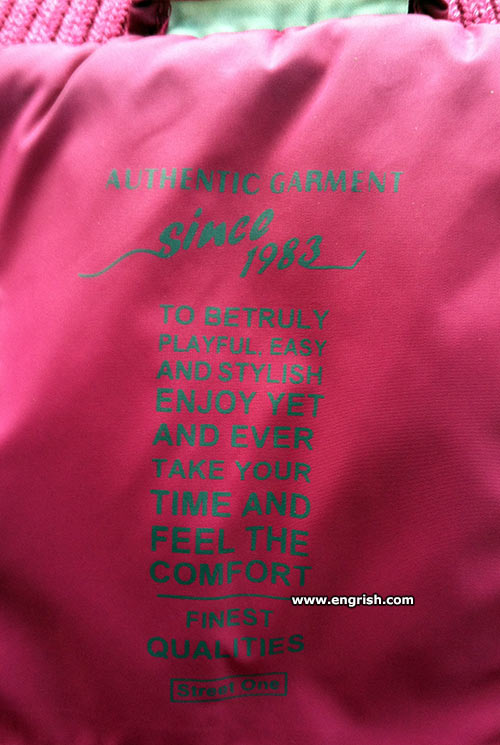 AUTHENTIC GARMENT
since
1983
TO BETRULY
PLAYFUL, EASY
AND STYLISH
ENJOY YET
AND EVER
TAKE YOUR
TIME AND
FEEL THE
COMFORT
www.engrish.com
FINEST
QUALITIES
Street One